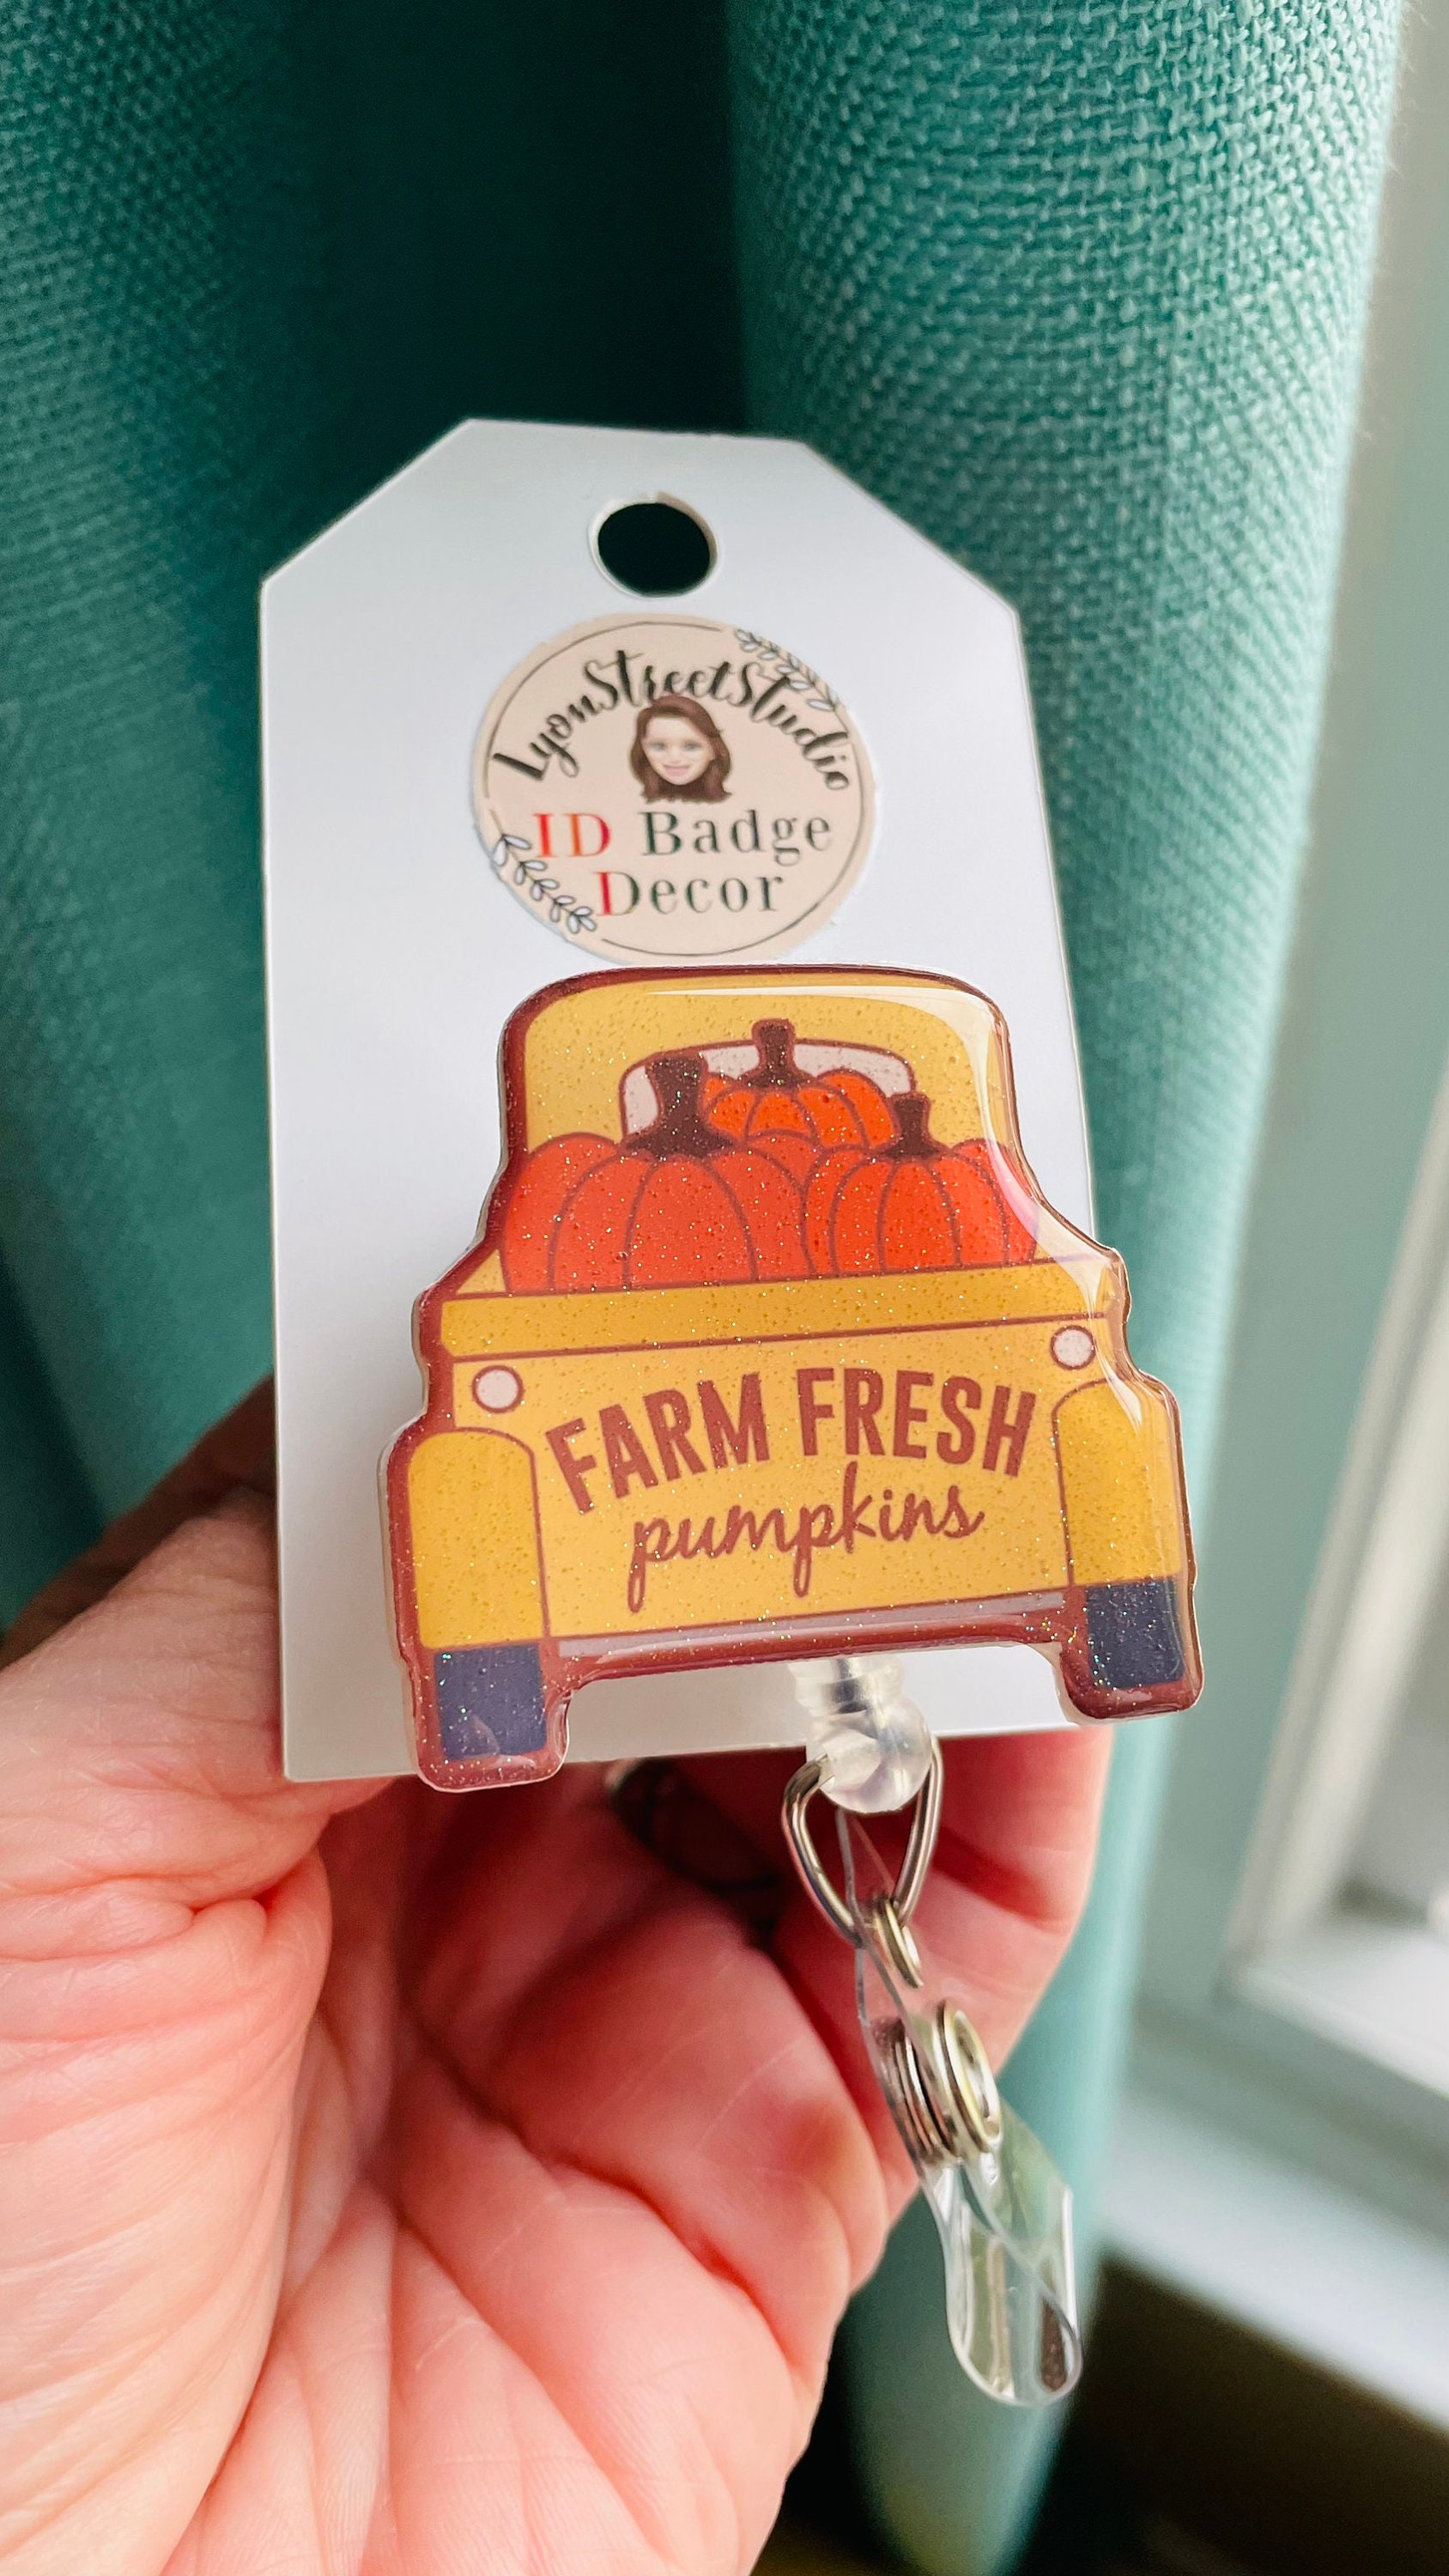 LyonStreetStudio
ID Badge
Decor
FARM FRESH
pumpkins